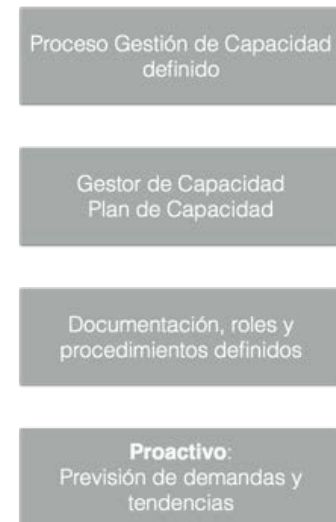 Proceso Gestión de Capacidad
definido
Gestor de Capacidad
Plan de Capacidad
Documentación, roles y
procedimientos definidos
Proactivo:
Previsión de demandas y
tendencias